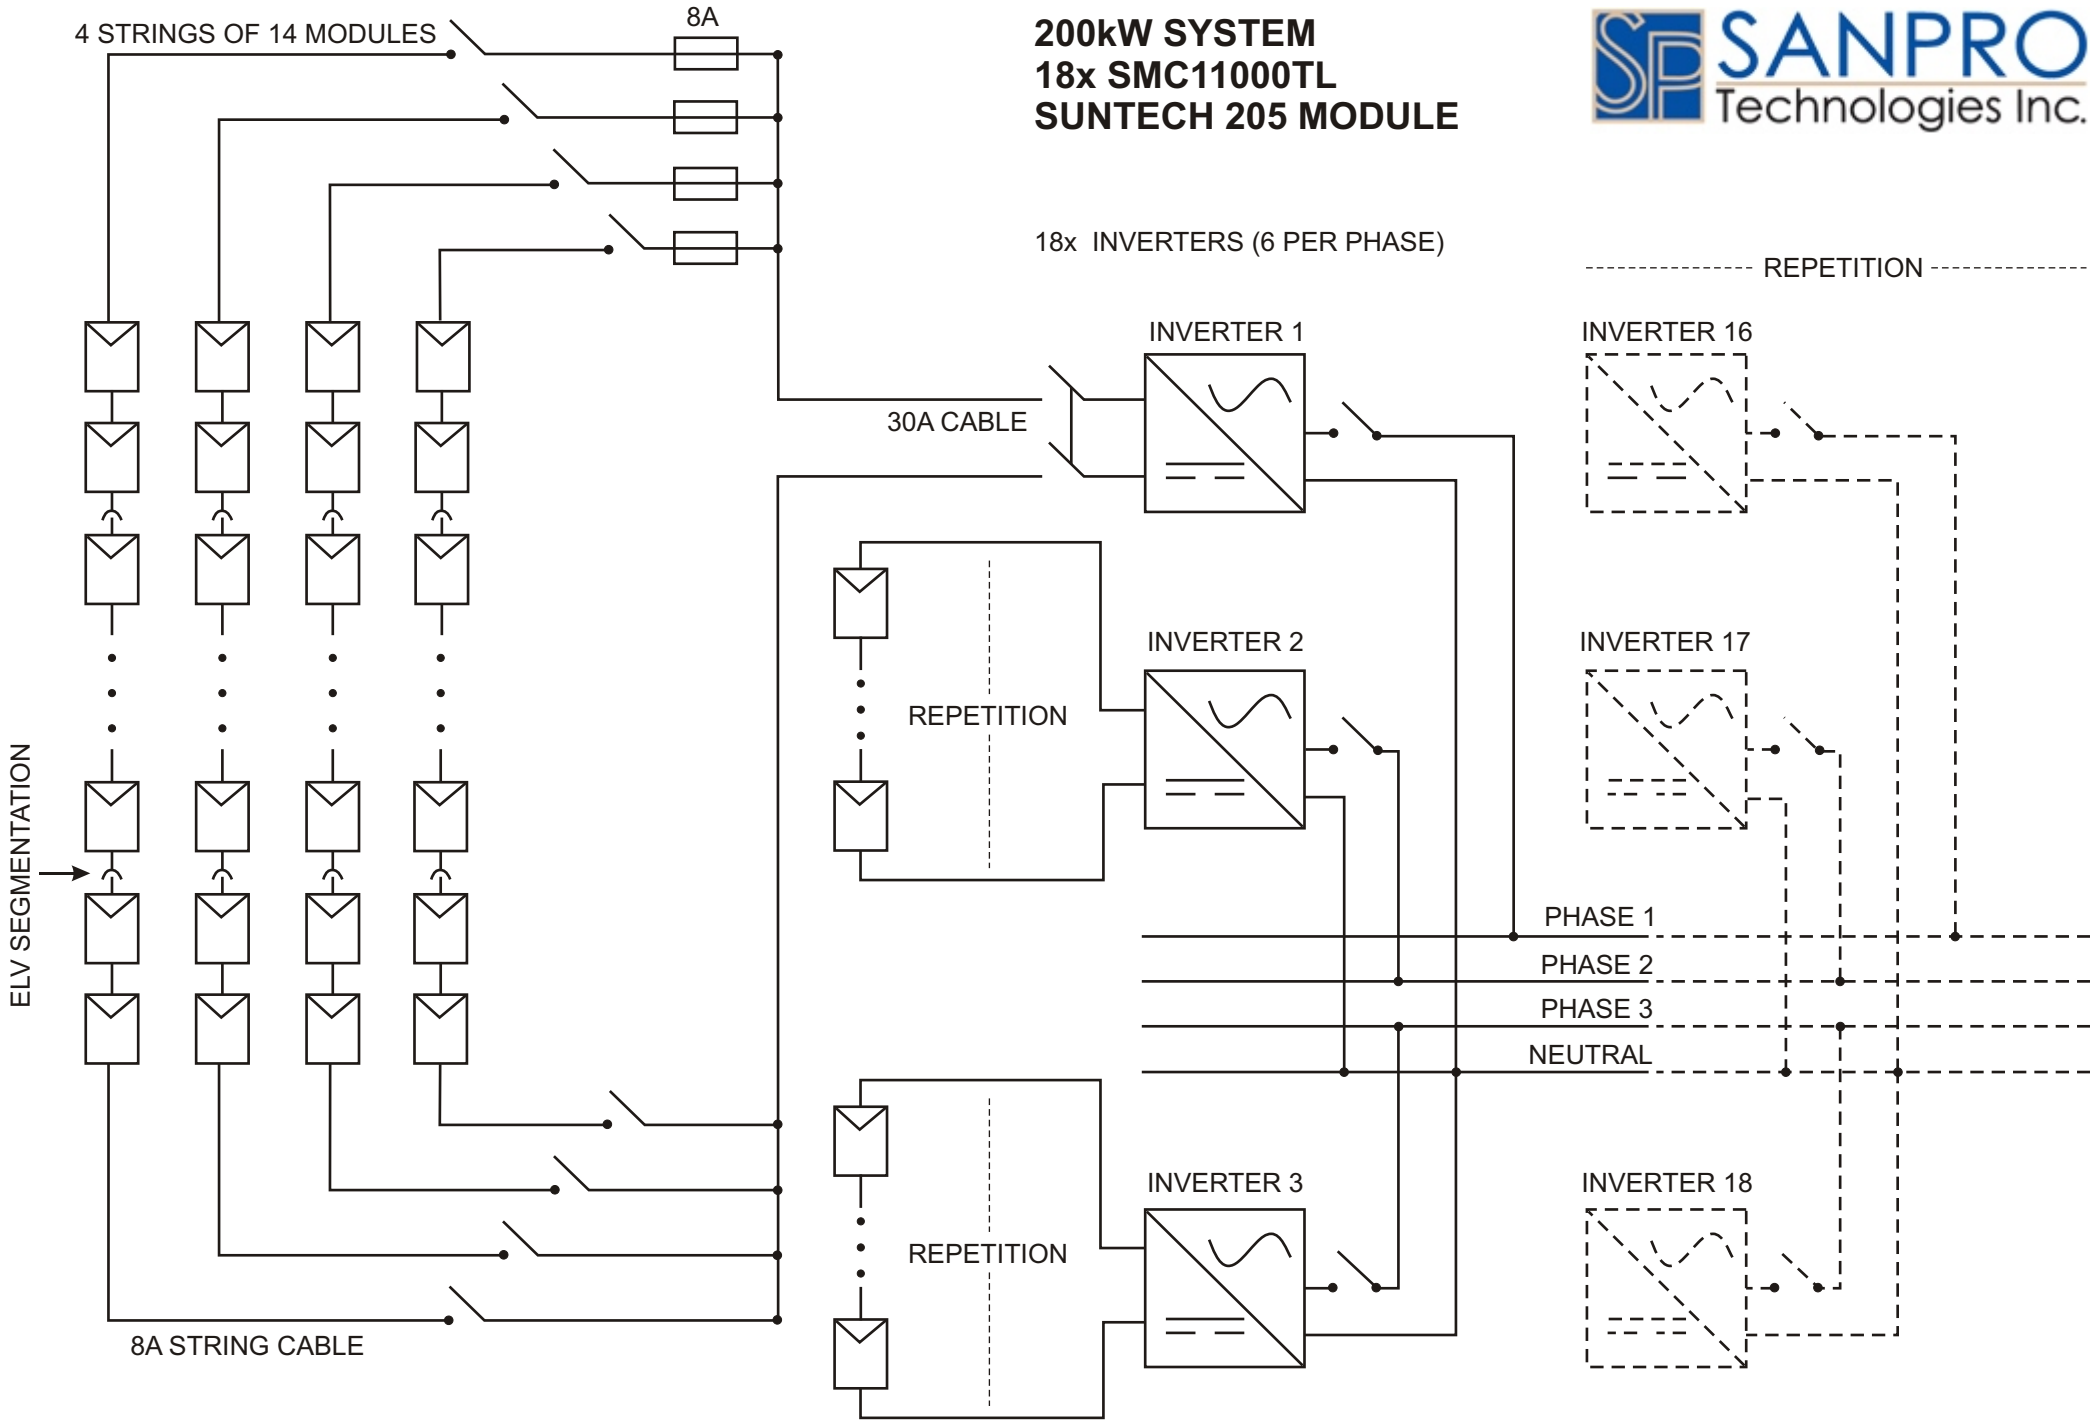 4 STRINGS OF 14 MODULES
8A
200kW SYSTEM
18x SMC11000TL
SUNTECH 205 MODULE
SP
SANPRO
Technologies Inc.
18x INVERTERS (6 PER PHASE)
REPETITION
INVERTER 1
INVERTER 16
30A CABLE
INVERTER 2
INVERTER 17
REPETITION
ELV SEGMENTATION
PHASE 1
PHASE 2
PHASE 3
NEUTRAL
INVERTER 3
INVERTER 18
REPETITION
8A STRING CABLE